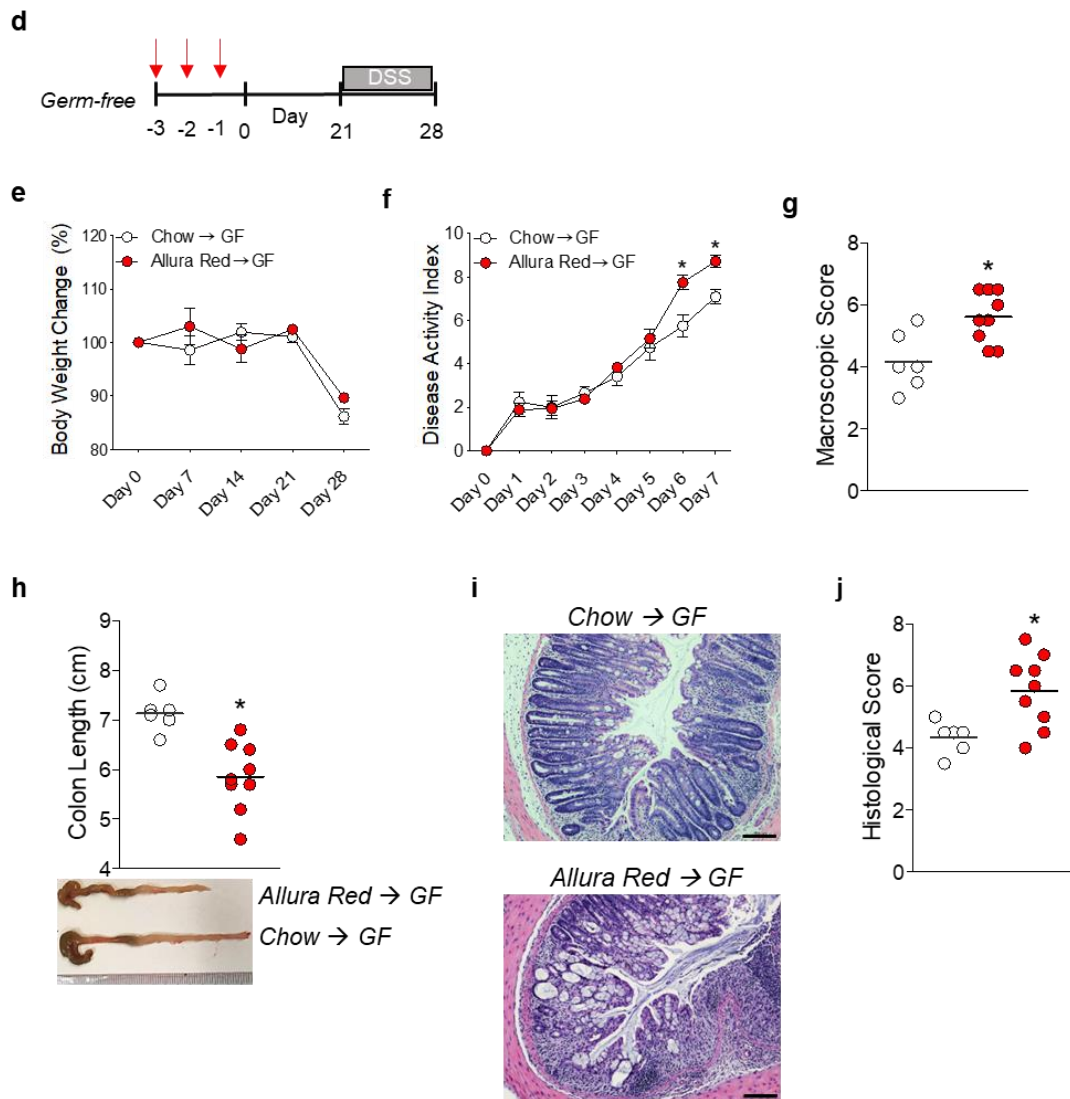 d
DSS
Germ-free
Day
-3 -2 -1 0 21 28
e
120
110
100
90
80
Body Weight Change (%)
Chow → GF
Allura Red → GF
Day 0 Day 7 Day 14 Day 21 Day 28
f
10
8
6
4
2
0
Disease Activity Index
Chow → GF
Allura Red → GF
* *
Day 0 Day 1 Day 2 Day 3 Day 4 Day 5 Day 6 Day 7
g
8
6
4
2
0
Macroscopic Score
*
h
9
8
7
6
5
4
Colon Length (cm)
*
Allura Red → GF
Chow → GF
i
Chow → GF
Allura Red → GF
j
8
6
4
2
0
Histological Score
*